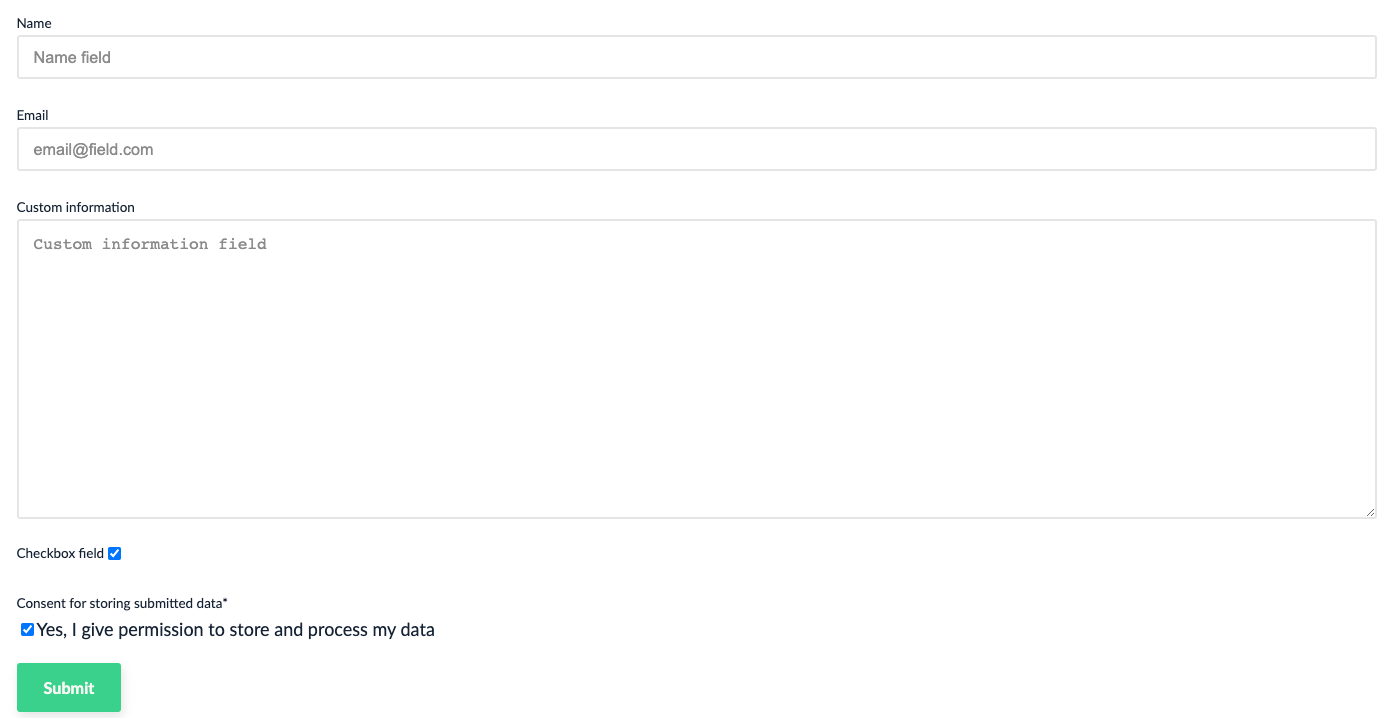 Name
Name field
Email
email@field.com
Custom information
Custom information field
Checkbox field
Consent for storing submitted data*
Yes, I give permission to store and process my data
Submit